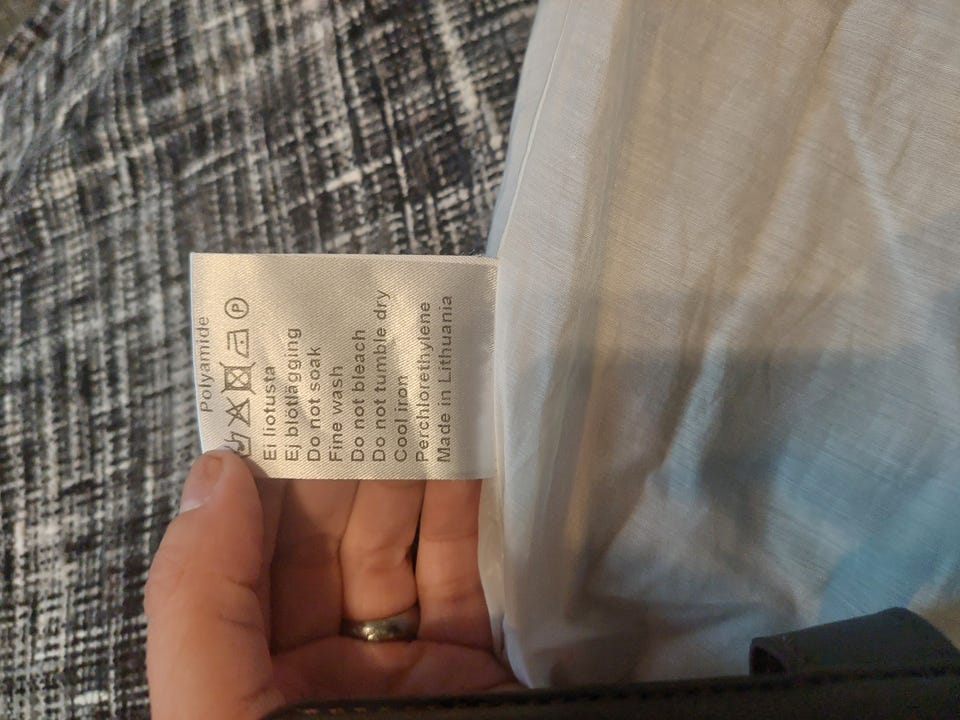 Polyamide
P
Ei liotusta
Ej blötlägging
Do not soak
Fine wash
Do not bleach
Do not tumble dry
Cool iron
Perchlorethylene
Made in Lithuania